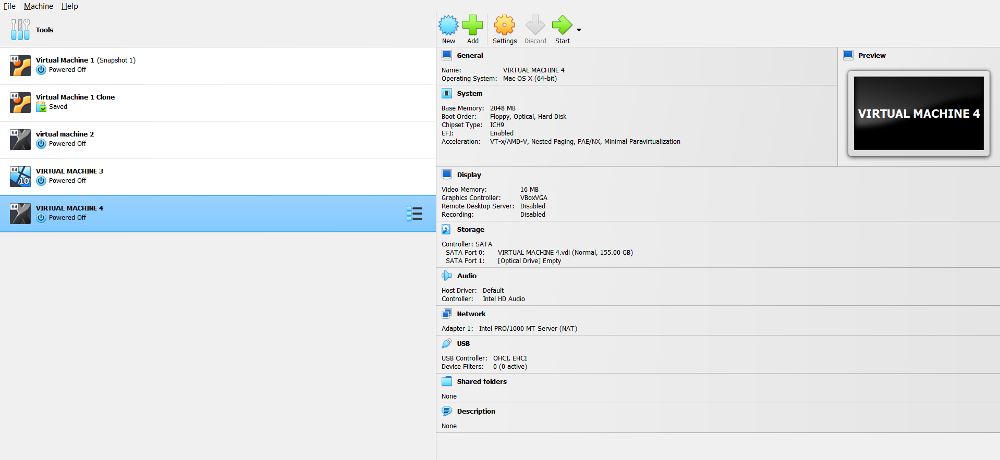 File Machine Help
Tools
New Add Settings Discard Start
64
Virtual Machine 1 (Snapshot 1)
Powered Off
64
Virtual Machine 1 Clone
Saved
64
virtual machine 2
Powered Off
64
10
VIRTUAL MACHINE 3
Powered Off
64
VIRTUAL MACHINE 4
Powered Off
General
Name: VIRTUAL MACHINE 4
Operating System: Mac OS X (64-bit)
System
Base Memory: 2048 MB
Boot Order: Floppy, Optical, Hard Disk
Chipset Type: ICH9
EFI: Enabled
Acceleration: VT-x/AMD-V, Nested Paging, PAE/NX, Minimal Paravirtualization
Preview
VIRTUAL MACHINE 4
Display
Video Memory: 16 MB
Graphics Controller: VBoxVGA
Remote Desktop Server: Disabled
Recording: Disabled
Storage
Controller: SATA
SATA Port 0: VIRTUAL MACHINE 4.vdi (Normal, 155.00 GB)
SATA Port 1: [Optical Drive] Empty
Audio
Host Driver: Default
Controller: Intel HD Audio
Network
Adapter 1: Intel PRO/1000 MT Server (NAT)
USB
USB Controller: OHCI, EHCI
Device Filters: 0 (0 active)
Shared folders
None
Description
None